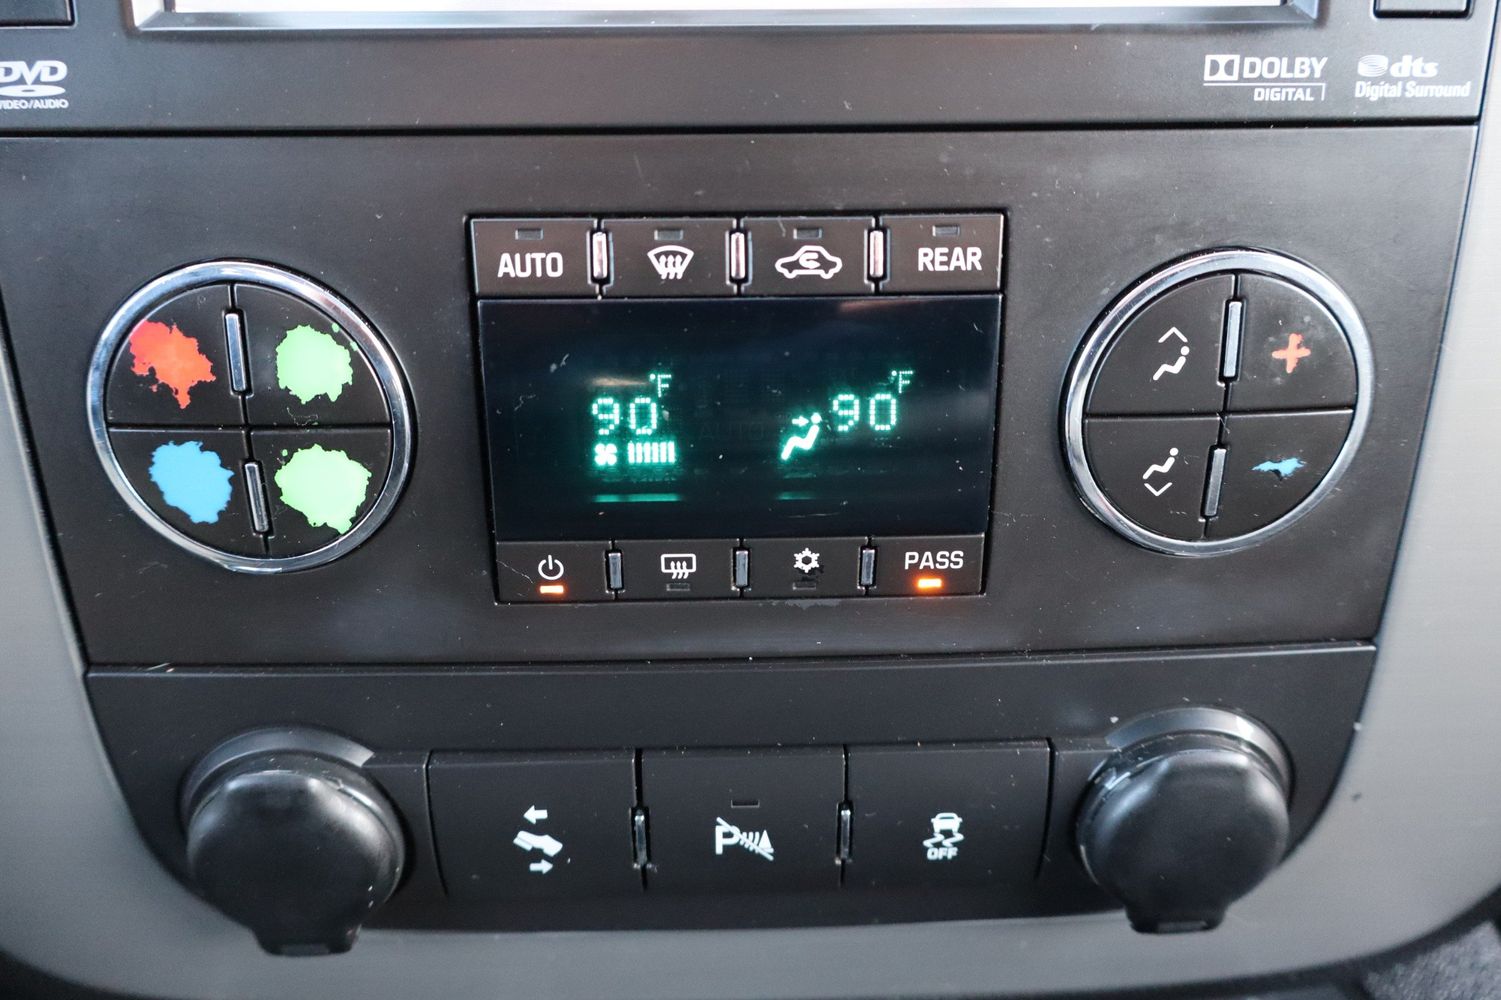 DVD
VIDEO/AUDIO
DOLBY
DIGITAL
dts
Digital Surround
AUTO
REAR
°F
90
°F
90
PASS
P
OFF